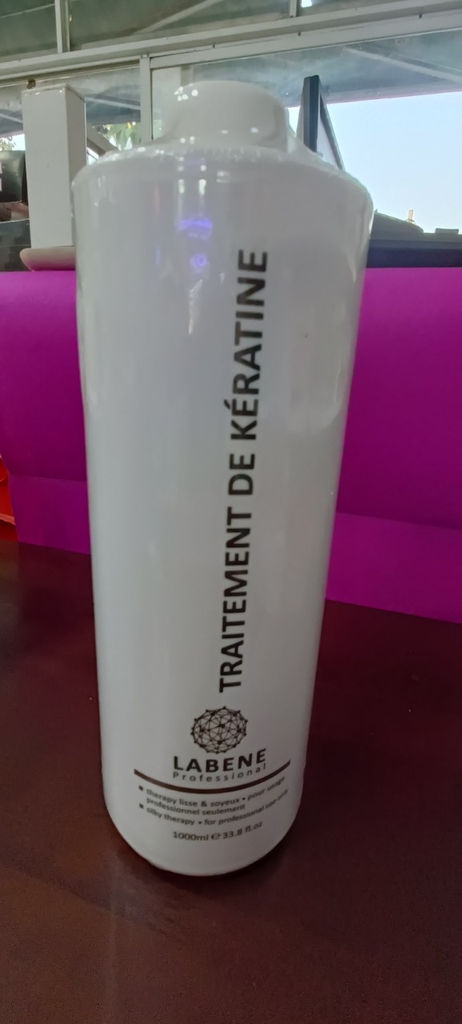 TRAITEMENT DE KÉRATINE
LABENE
Professional
• therapy lisse & soyeux • pour usage
professionnel seulement
• silky therapy • for professional use only
1000ml ℮ 33.8 fl.oz